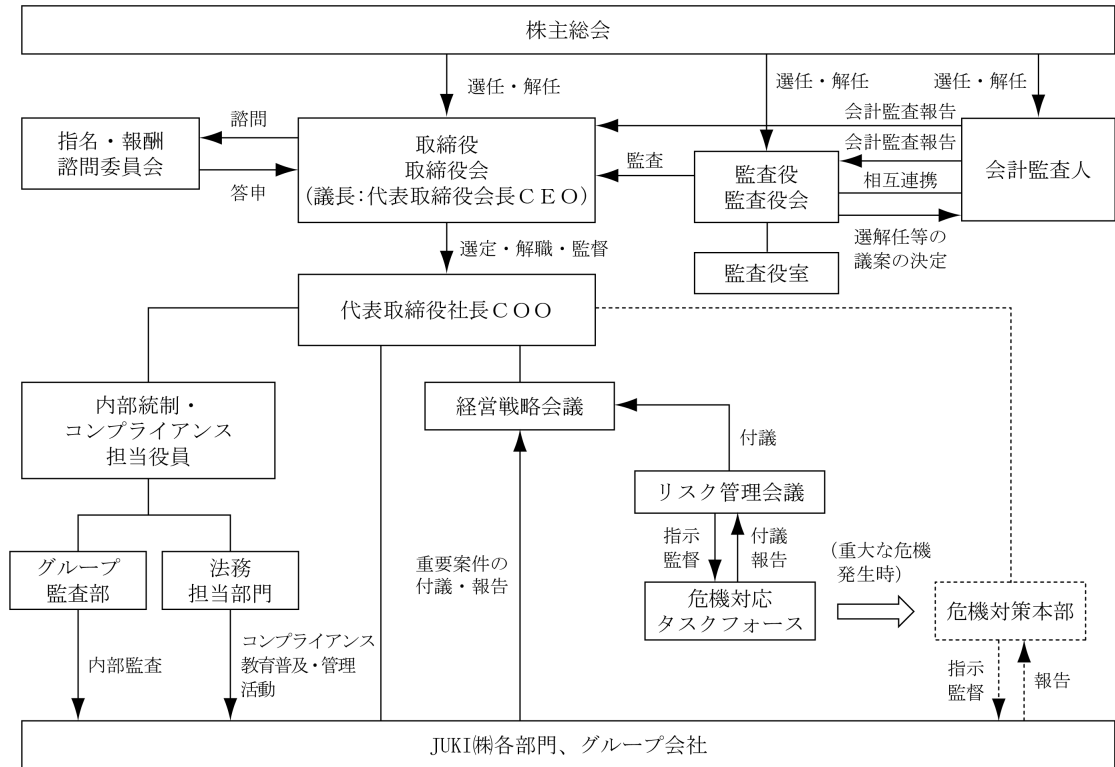 株主総会
選任・解任
選任・解任
選任・解任
指名・報酬
諮問委員会
諮問
答申
取締役
取締役会
(議長:代表取締役会長CEO)
監査
会計監査報告
会計監査報告
相互連携
監査役
監査役会
会計監査人
選解任等の
議案の決定
監査役室
選定・解職・監督
代表取締役社長COO
内部統制・
コンプライアンス
担当役員
経営戦略会議
付議
リスク管理会議
指示
監督
付議
報告
(重大な危機
発生時)
危機対応
タスクフォース
危機対策本部
グループ
監査部
法務
担当部門
重要案件の
付議・報告
内部監査
コンプライアンス
教育普及・管理
活動
指示
監督
報告
JUKI㈱各部門、グループ会社